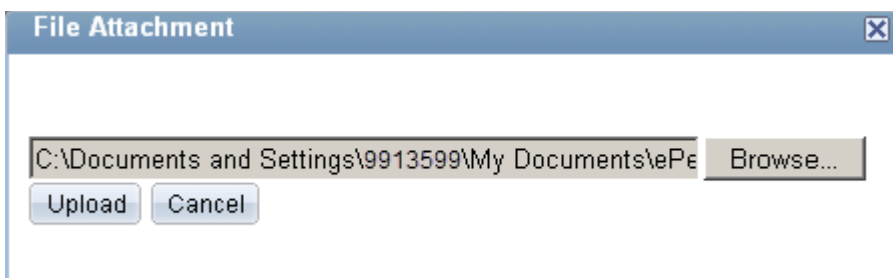 File Attachment
C:\Documents and Settings\9913599\My Documents\ePe Browse...
Upload Cancel